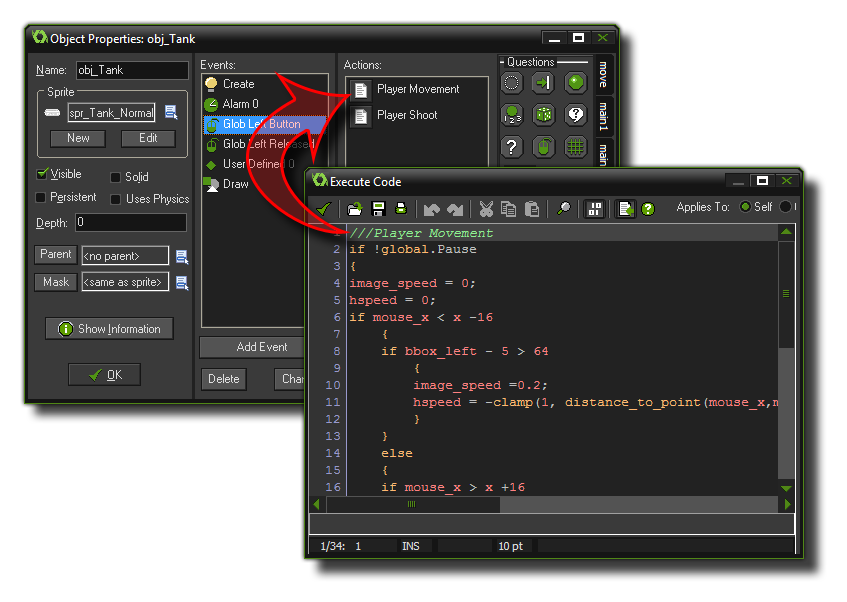 Object Properties: obj_Tank
Name: obj_Tank
Sprite
spr_Tank_Normal
New Edit
Visible Solid
Persistent Uses Physics
Depth: 0
Parent <no parent>
Mask <same as sprite>
Show Information
OK
Events:
Create
Alarm 0
Glob Left Button
Glob Left Released
User Defined 0
Draw
Add Event
Delete
Actions:
Player Movement
Player Shoot
Questions
1 2 3
?
?
move
main1
Execute Code
?
Applies To: Self
1 ///Player Movement
2 if !global.Pause
3 {
4 image_speed = 0;
5 hspeed = 0;
6 if mouse_x < x -16
7 {
8 if bbox_left - 5 > 64
9 {
10 image_speed =0.2;
11 hspeed = -clamp(1, distance_to_point(mouse_x,
12 }
13 }
14 else
15 {
16 if mouse_x > x +16
1/34: 1 INS 10 pt